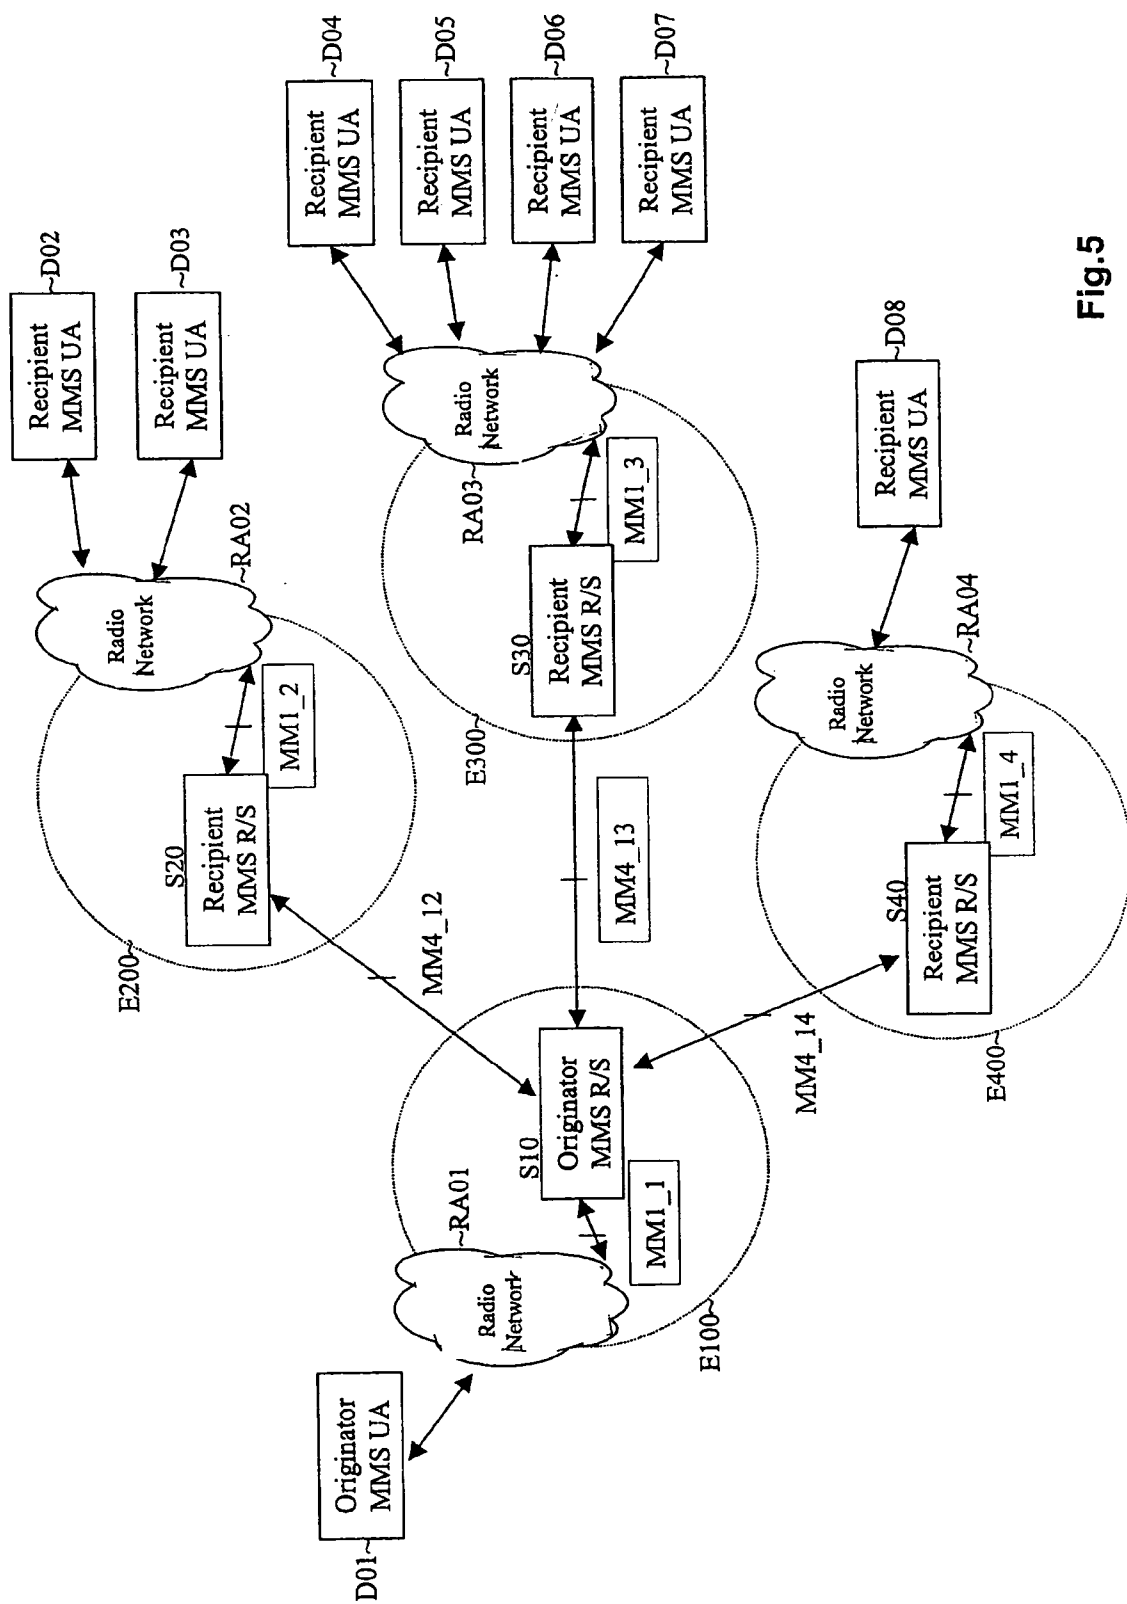 Recipient
MMS UA
~D02
Recipient
MMS UA
~D03
Radio
Network
~RA02
MM1_2
S20
Recipient
MMS R/S
E200~
MM4_12
Recipient
MMS UA
~D04
Recipient
MMS UA
~D05
Recipient
MMS UA
~D06
Recipient
MMS UA
~D07
Radio
Network
RA03~
MM1_3
S30
Recipient
MMS R/S
E300~
MM4_13
Originator
MMS UA
D01~
Radio
Network
~RA01
S10
Originator
MMS R/S
MM1_1
E100~
MM4_14
Recipient
MMS UA
~D08
Radio
Network
~RA04
MM1_4
S40
Recipient
MMS R/S
E400~
Fig.5